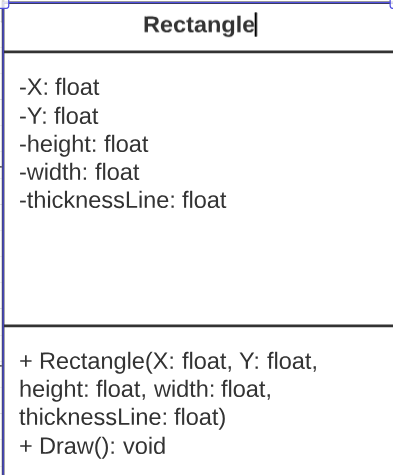 Rectangle
-X: float
-Y: float
-height: float
-width: float
-thicknessLine: float
+ Rectangle(X: float, Y: float,
height: float, width: float,
thicknessLine: float)
+ Draw(): void